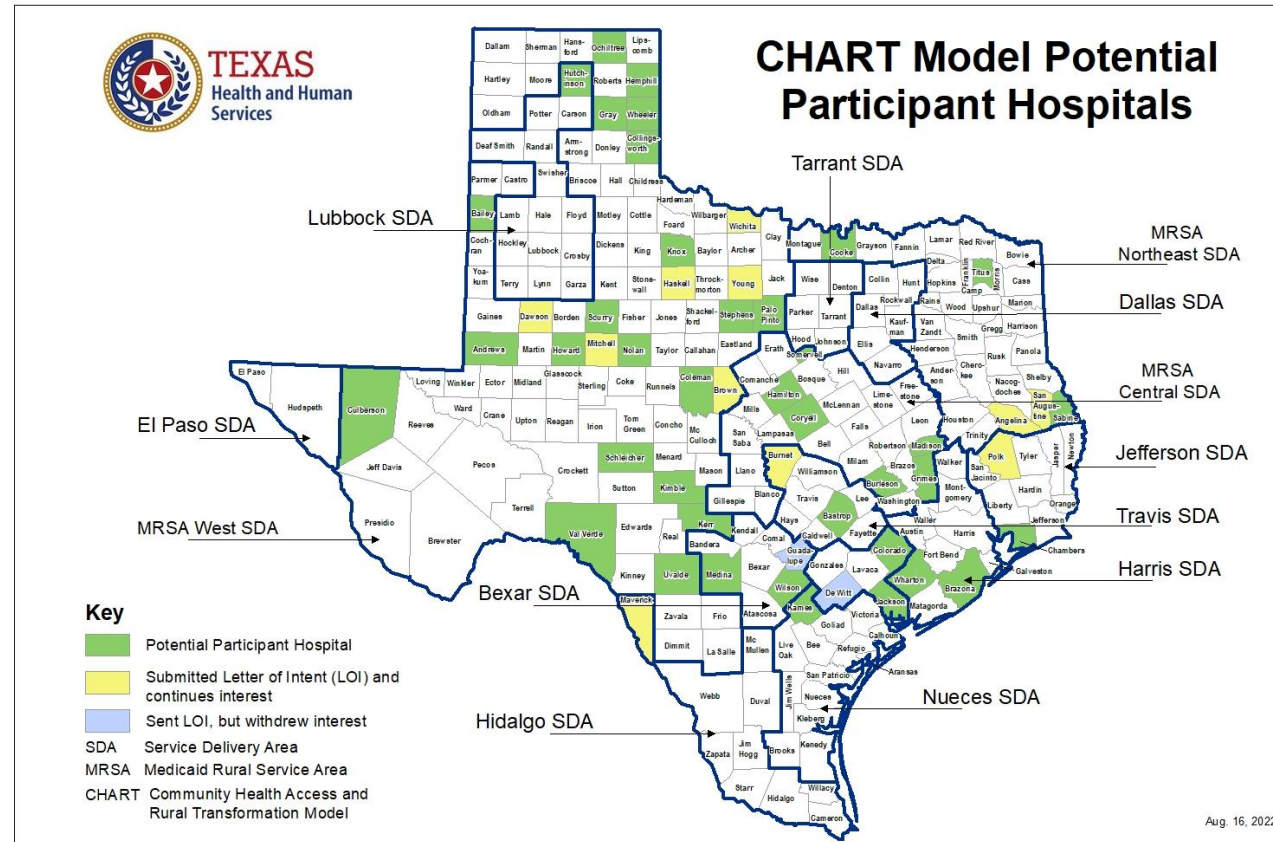 TEXAS
Health and Human
Services
CHART Model Potential
Participant Hospitals
Tarrant SDA
Lubbock SDA
MRSA
Northeast SDA
Dallas SDA
MRSA
Central SDA
El Paso SDA
Jefferson SDA
MRSA West SDA
Travis SDA
Harris SDA
Bexar SDA
Nueces SDA
Hidalgo SDA
Dallam Sherman Hans-
ford Ochiltree Lips-
comb
Hartley Moore Hutch-
inson Roberts Hemphill
Oldham Potter Carson Gray Wheeler
Deaf Smith Randall Arm-
strong Donley Collings-
worth
Parmer Castro Swisher Briscoe Hall Childress
Hardeman
Bailey Lamb Hale Floyd Motley Cottle Foard Wilbarger Wichita Clay Montague Cooke Grayson Fannin Lamar Red River Bowie
Coch-
ran Hockley Lubbock Crosby Dickens King Knox Baylor Archer Delta Franklin Titus Morris Cass
Yoa-
kum Terry Lynn Garza Kent Stone-
wall Haskell Throck-
morton Young Jack Wise Denton Collin Hunt Hopkins Camp Marion
Gaines Dawson Borden Scurry Fisher Jones Shackel-
ford Stephens Palo
Pinto Parker Tarrant Dallas Rockwall Rains Wood Upshur Harrison
Kauf-
man Van
Zandt Gregg Smith
Andrews Martin Howard Mitchell Nolan Taylor Callahan Eastland Erath Hood Johnson Ellis Henderson Rusk Panola
Somervell Navarro Hill Bosque
El Paso Hudspeth Culberson Loving Winkler Ector Midland Glasscock Sterling Coke Runnels Coleman Brown Comanche Hamilton
Ander-
son Chero-
kee Nacog-
doches Shelby San
Augus-
tine Sabine
Free-
stone Lime-
stone McLennan Leon Houston Angelina
Reeves Ward Crane Upton Reagan Irion Tom
Green Concho Mc
Culloch Mills Coryell Falls Trinity
San
Saba Lampasas Bell Robertson Madison Walker Polk Tyler Jasper Newton
Jeff Davis Pecos Crockett Schleicher Menard Mason Llano Burnet Milam Brazos Grimes San
Jacinto Hardin
Williamson Burleson Washington Mont-
gomery Liberty Orange
Presidio Brewster Terrell Sutton Kimble Gillespie Blanco Travis Lee Waller Harris Jefferson
Hays Bastrop Fayette Austin Chambers
Val Verde Edwards Kerr Kendall Comal Caldwell Colorado Fort Bend Galveston
Real Bandera Guada-
lupe Gonzales Lavaca Wharton Brazoria
Kinney Uvalde Medina Bexar Wilson De Witt Jackson Matagorda
Maverick Zavala Frio Atascosa Karnes Victoria
Goliad Calhoun
Dimmit La Salle Mc
Mullen Live
Oak Bee Refugio Aransas
San Patricio
Webb Duval Jim Wells Nueces
Kleberg
Zapata Jim
Hogg Brooks Kenedy
Starr Hidalgo Willacy
Cameron
Key
Potential Participant Hospital
Submitted Letter of Intent (LOI) and
continues interest
Sent LOI, but withdrew interest
SDA Service Delivery Area
MRSA Medicaid Rural Service Area
CHART Community Health Access and
Rural Transformation Model
Aug. 16, 2022